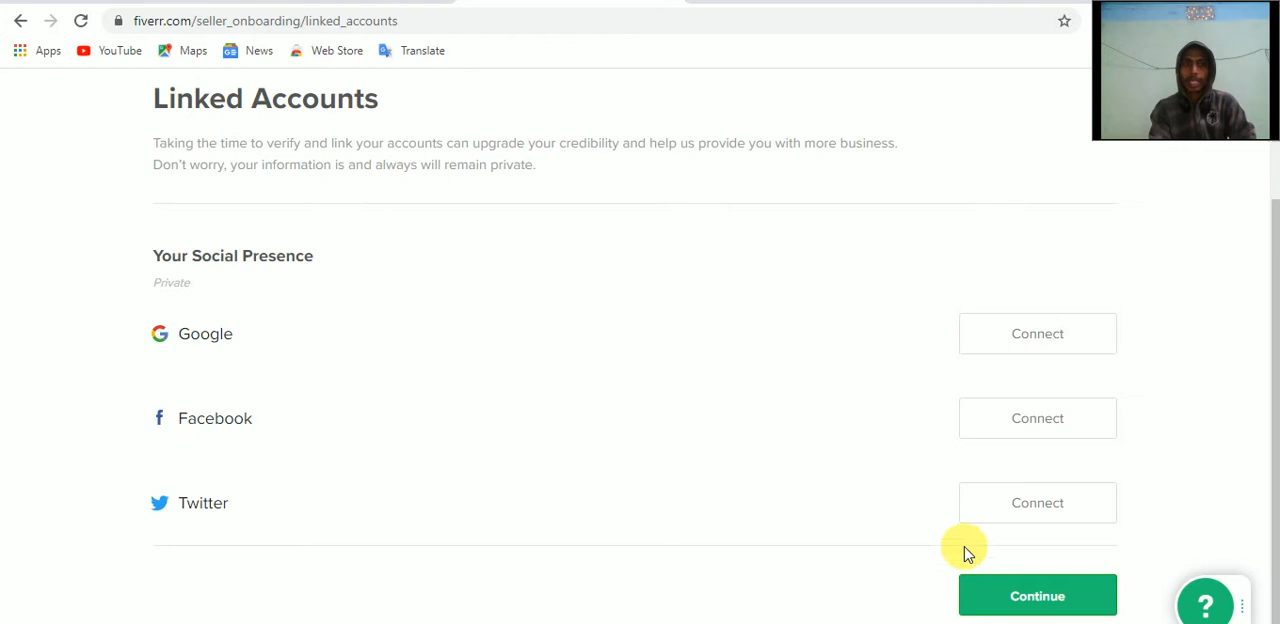 fiverr.com/seller_onboarding/linked_accounts
Apps YouTube Maps News Web Store Translate
Linked Accounts
Taking the time to verify and link your accounts can upgrade your credibility and help us provide you with more business.
Don't worry, your information is and always will remain private.
Your Social Presence
Private
Google Connect
Facebook Connect
Twitter Connect
Continue
?